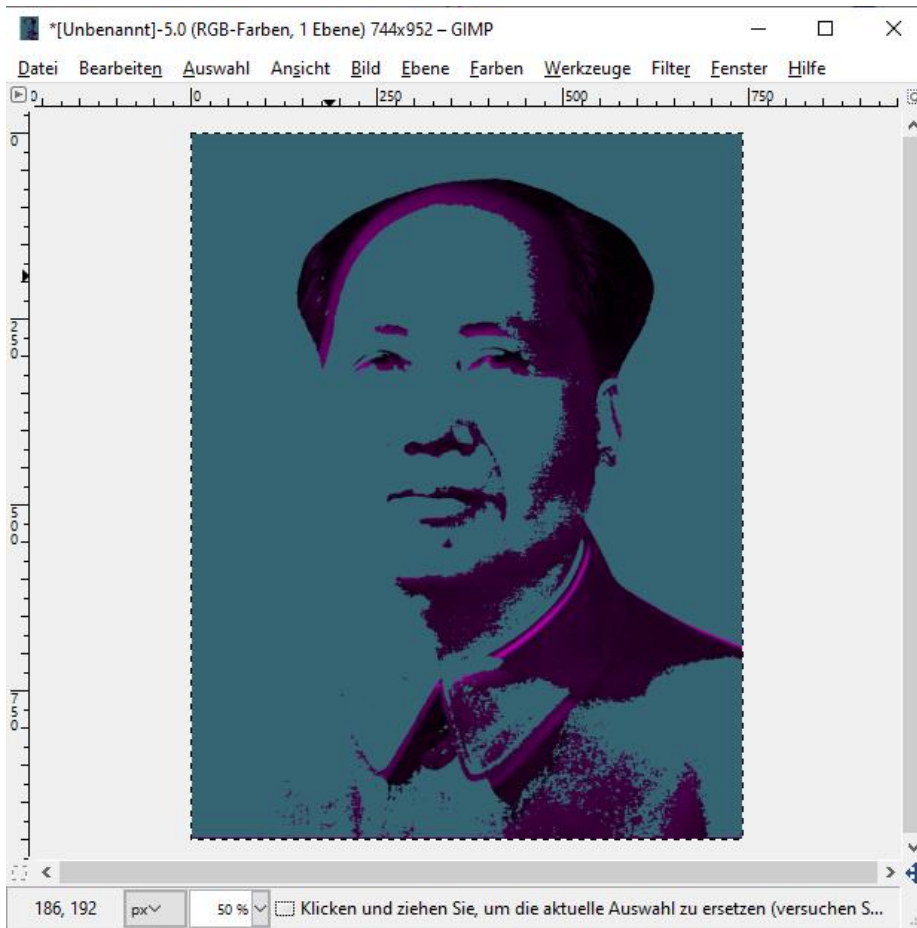 *[Unbenannt]-5.0 (RGB-Farben, 1 Ebene) 744x952 – GIMP
Datei Bearbeiten Auswahl Ansicht Bild Ebene Farben Werkzeuge Filter Fenster Hilfe
0 250 500 750
0
250
500
750
186, 192 px 50 % Klicken und ziehen Sie, um die aktuelle Auswahl zu ersetzen (versuchen S...